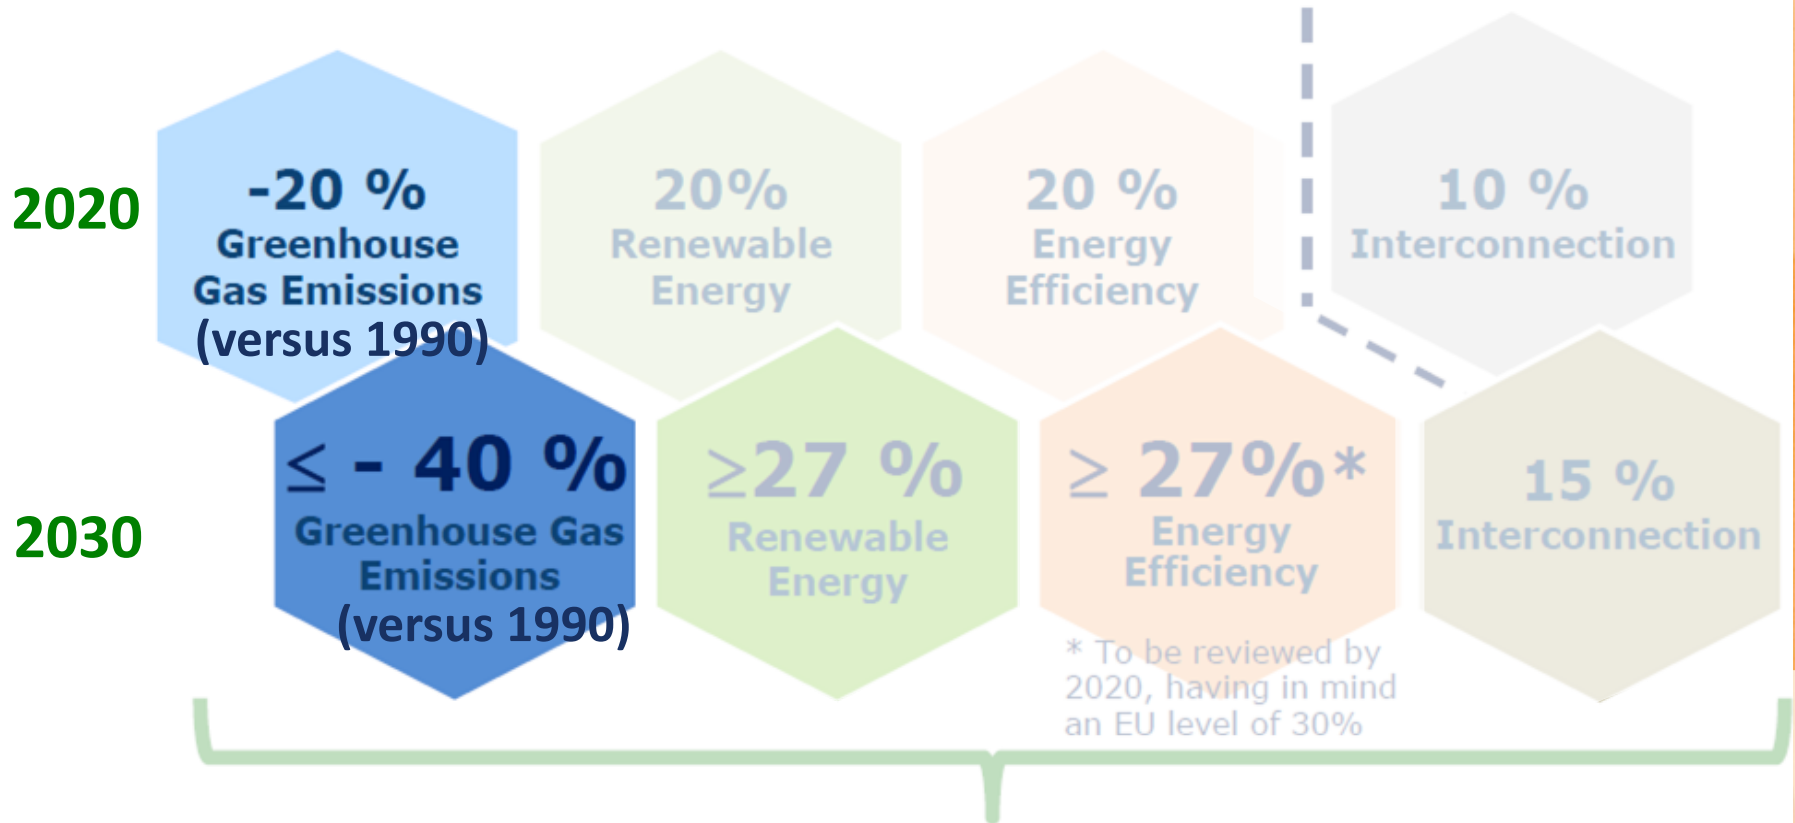 2020
-20 %
Greenhouse
Gas Emissions
(versus 1990)
20%
Renewable
Energy
20 %
Energy
Efficiency
10 %
Interconnection
2030
≤ - 40 %
Greenhouse Gas
Emissions
(versus 1990)
≥27 %
Renewable
Energy
≥ 27%*
Energy
Efficiency
* To be reviewed by
2020, having in mind
an EU level of 30%
15 %
Interconnection